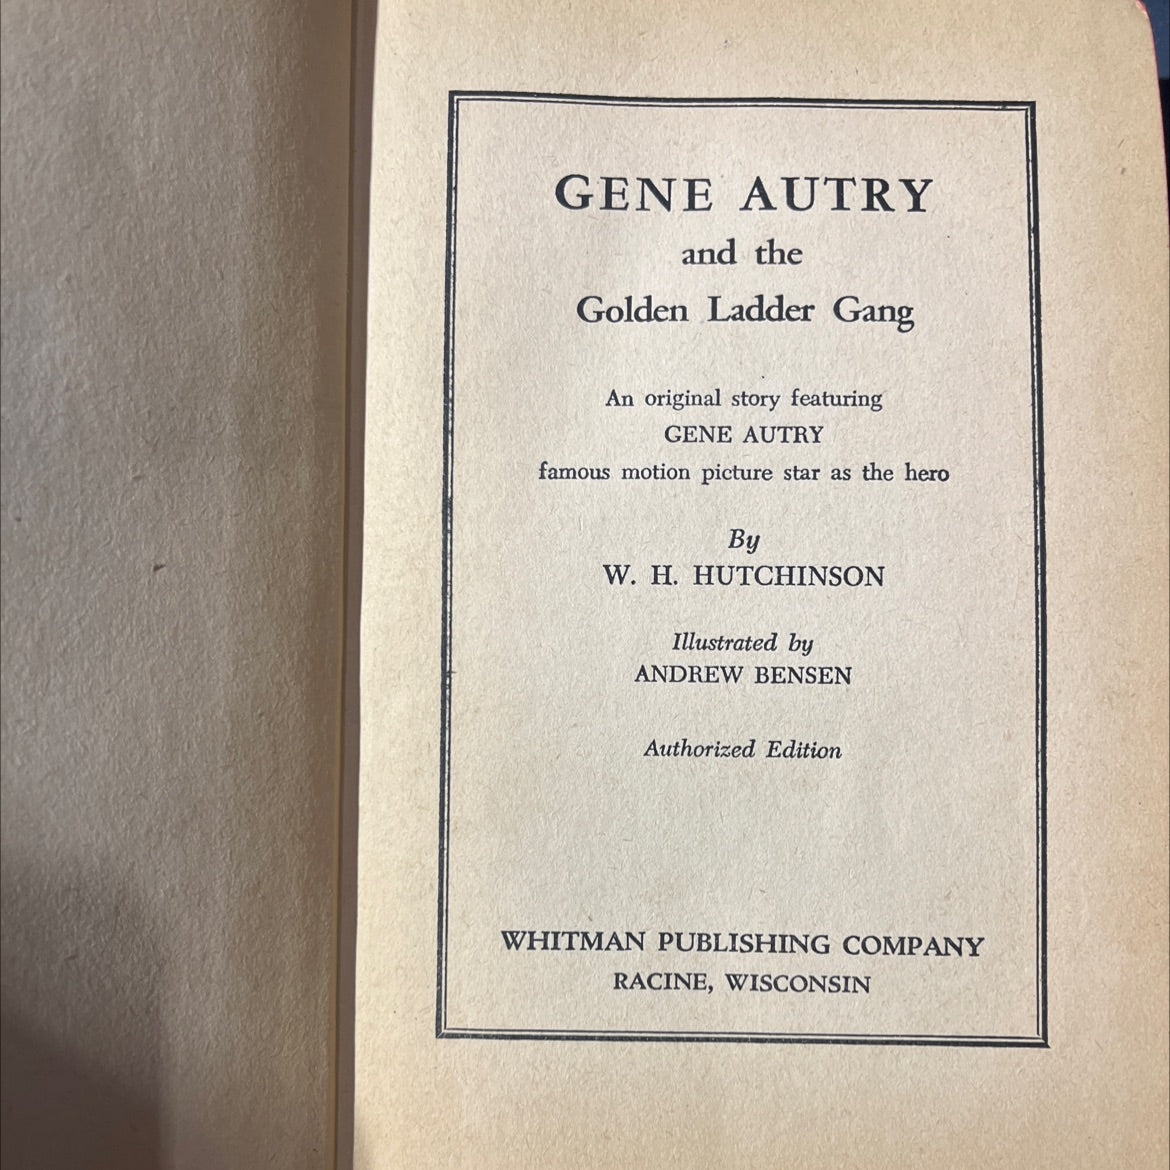 GENE AUTRY
and the
Golden Ladder Gang
An original story featuring
GENE AUTRY
famous motion picture star as the hero
By
W. H. HUTCHINSON
Illustrated by
ANDREW BENSEN
Authorized Edition
WHITMAN PUBLISHING COMPANY
RACINE, WISCONSIN